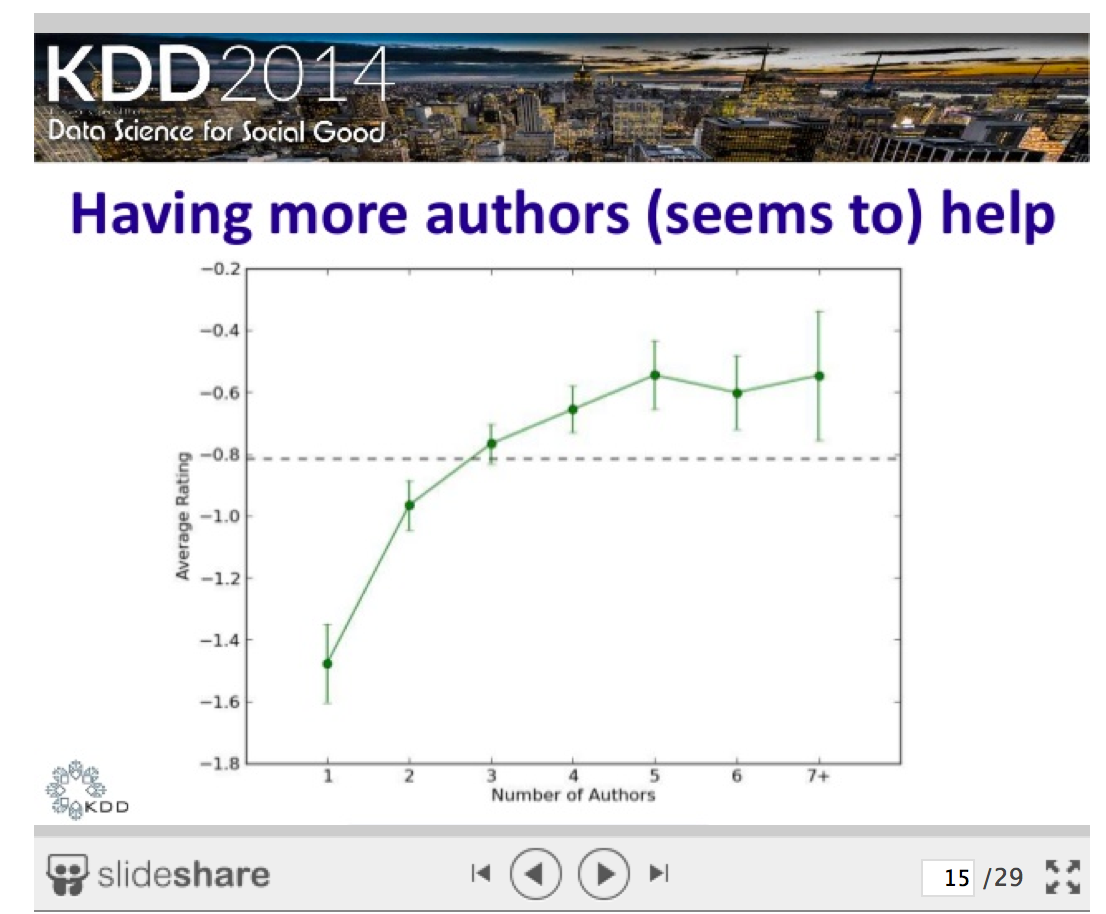 KDD2014
Data Science for Social Good
Having more authors (seems to) help
−0.2
−0.4
−0.6
−0.8
−1.0
−1.2
−1.4
−1.6
−1.8
Average Rating
1 2 3 4 5 6 7+
Number of Authors
KDD
slideshare
15 /29